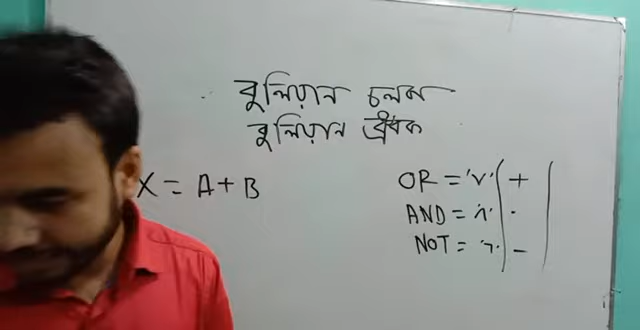 বুলিয়ান চলক
বুলিয়ান ধ্রুবক
X = A + B
OR = 'v' +
AND = 'ʌ' ·
NOT = '¬' –